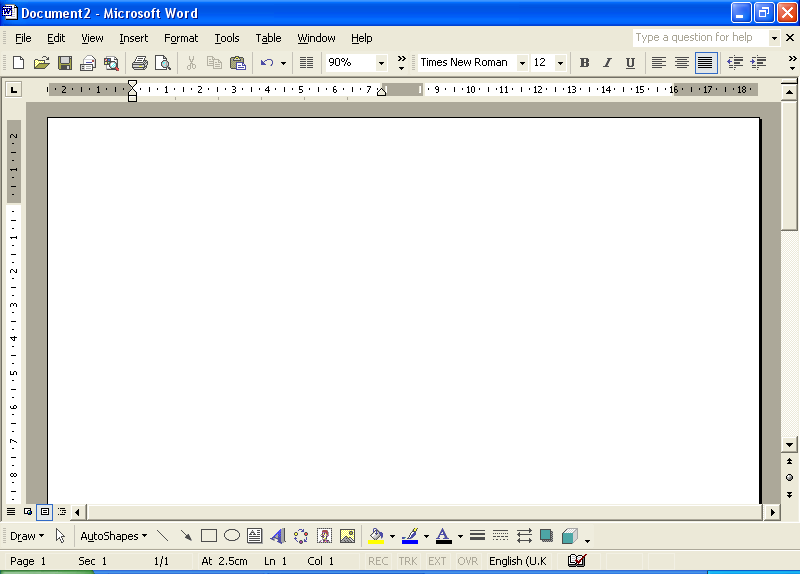 Document2 - Microsoft Word
File Edit View Insert Format Tools Table Window Help Type a question for help
90% Times New Roman 12 B I U
2 1 1 2 3 4 5 6 7 9 10 11 12 13 14 15 16 17 18
2
1
1
2
3
4
5
6
7
8
Draw AutoShapes
Page 1 Sec 1 1/1 At 2.5cm Ln 1 Col 1 REC TRK EXT OVR English (U.K